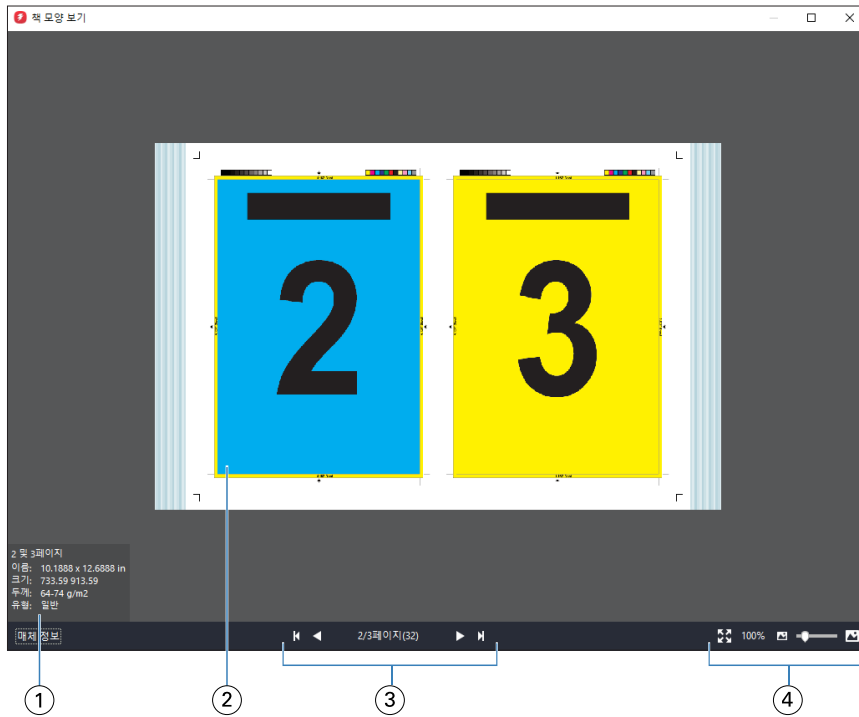 책 모양 보기
2
3
2 및 3페이지
이름: 10.1888 x 12.6888 in
크기: 733.59 913.59
두께: 64-74 g/m2
유형: 일반
매체 정보
2/3페이지(32)
100%
1
2
3
4